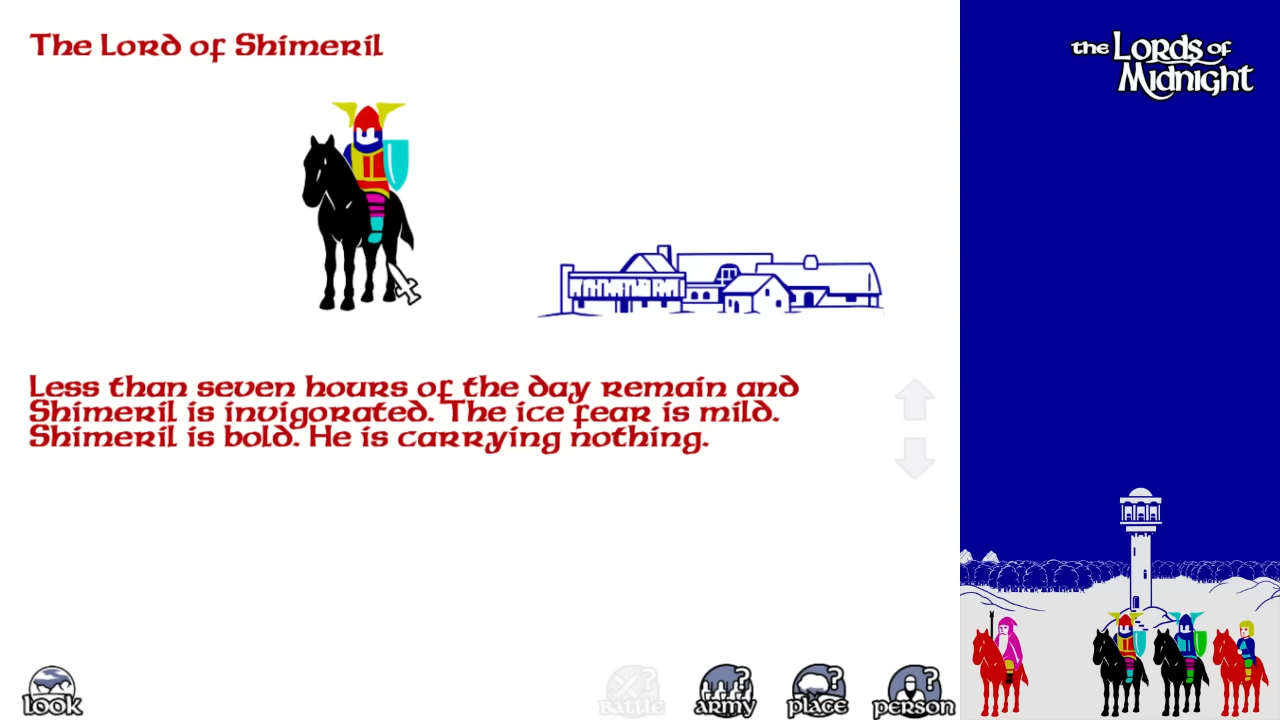 The Lord of Shimeril
the Lords of
Midnight
Less than seven hours of the day remain and
Shimeril is invigorated. The ice fear is mild.
Shimeril is bold. He is carrying nothing.
look
BATTLE
ARMY
place
person